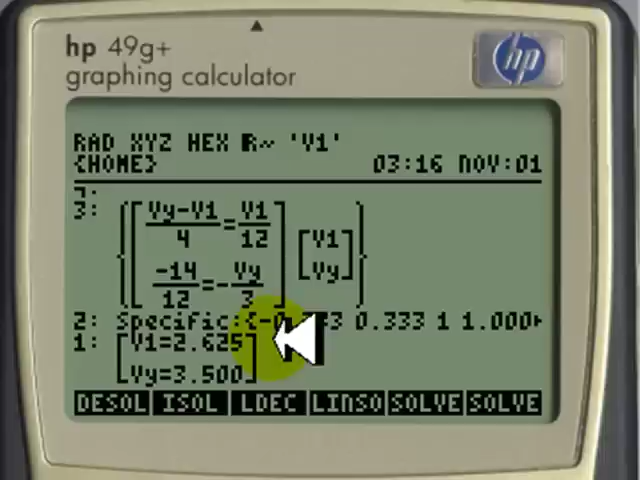 hp 49g+
hp
graphing calculator
RAD XYZ HEX R~ 'V1'
{HOME} 03:16 NOV:01
3: {[Vy-V1/4=V1/12 -14/12=-Vy/3] [V1 Vy]}
2: Specific:{-0 33 0.333 1 1.000
1: [V1=2.625
Vy=3.500]
DESOL ISOL LDEC LINSO SOLVE SOLVE